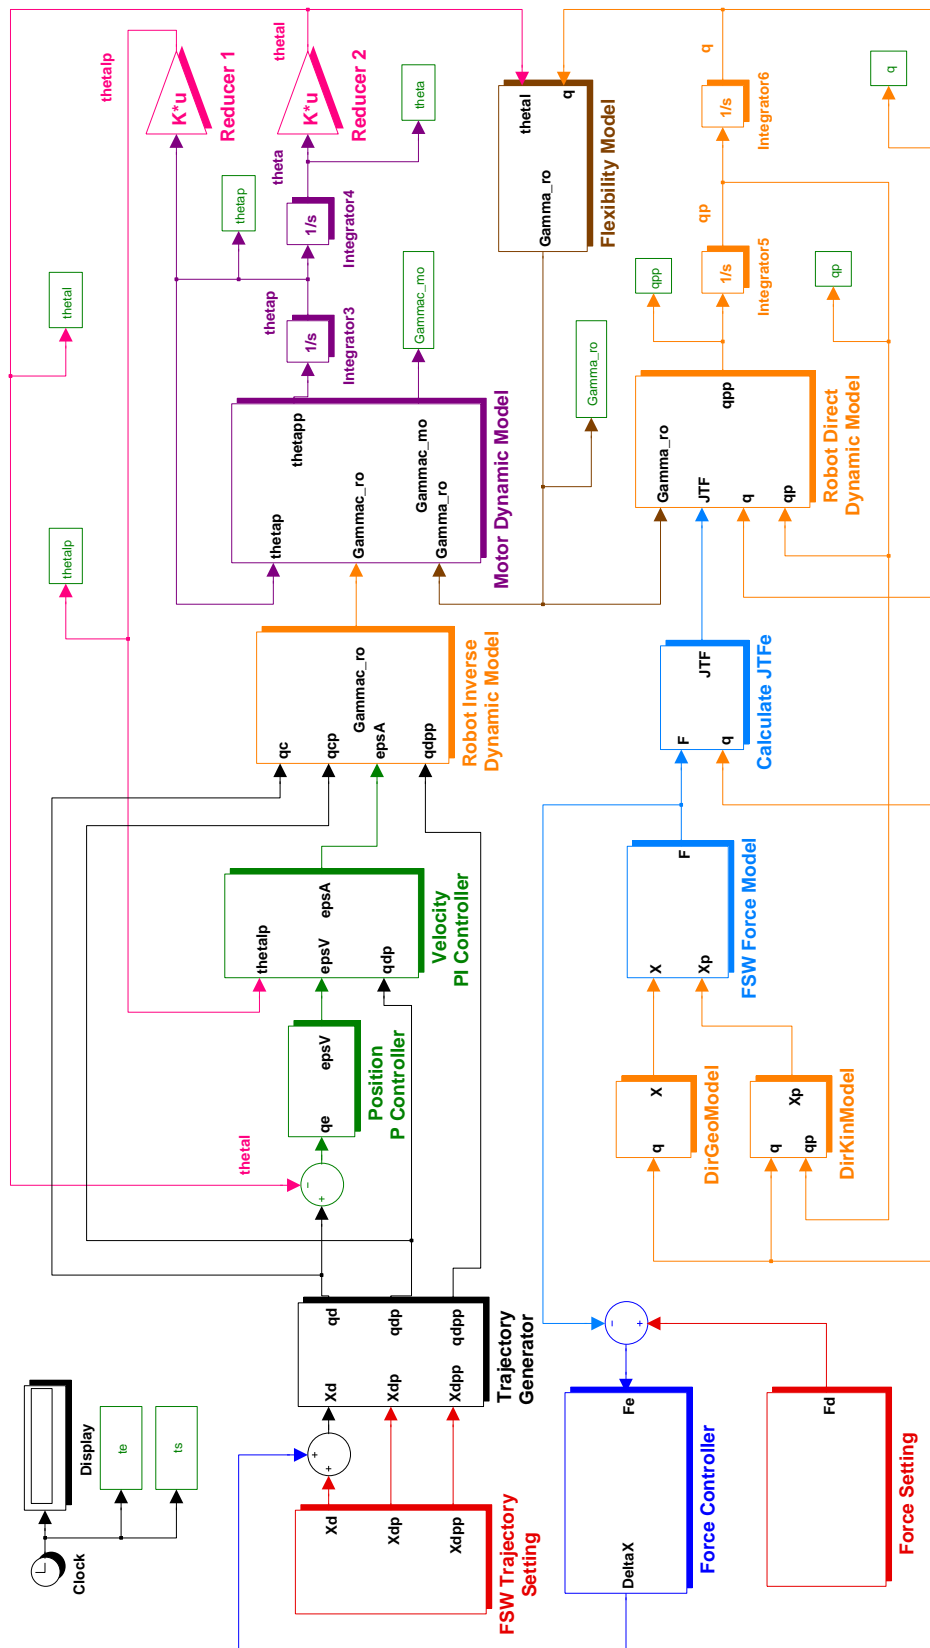 Clock
Display
te
ts
FSW Trajectory
Setting
Xd
Xdp
Xdpp
+
+
Xd
Xdp
Xdpp
qd
qdp
qdpp
Trajectory
Generator
thetal
+
-
qe
epsV
Position
P Controller
thetalp
epsV
qdp
epsA
Velocity
PI Controller
qc
qcp
epsA
qdpp
Gammac_ro
Robot Inverse
Dynamic Model
thetalp
thetal
thetap
Gammac_ro
Gamma_ro
thetapp
Gammac_mo
Motor Dynamic Model
thetap
1/s
Integrator3
Gammac_mo
thetap
1/s
Integrator4
theta
theta
thetalp
K*u
Reducer 1
thetal
K*u
Reducer 2
thetal
q
Gamma_ro
Flexibility Model
Gamma_ro
DeltaX
Fe
Force Controller
-
+
Fd
Force Setting
q
X
DirGeoModel
q
qp
Xp
DirKinModel
X
Xp
F
FSW Force Model
F
q
JTF
Calculate JTFe
Gamma_ro
JTF
q
qp
qpp
Robot Direct
Dynamic Model
qpp
1/s
Integrator5
qp
qp
1/s
Integrator6
q
q